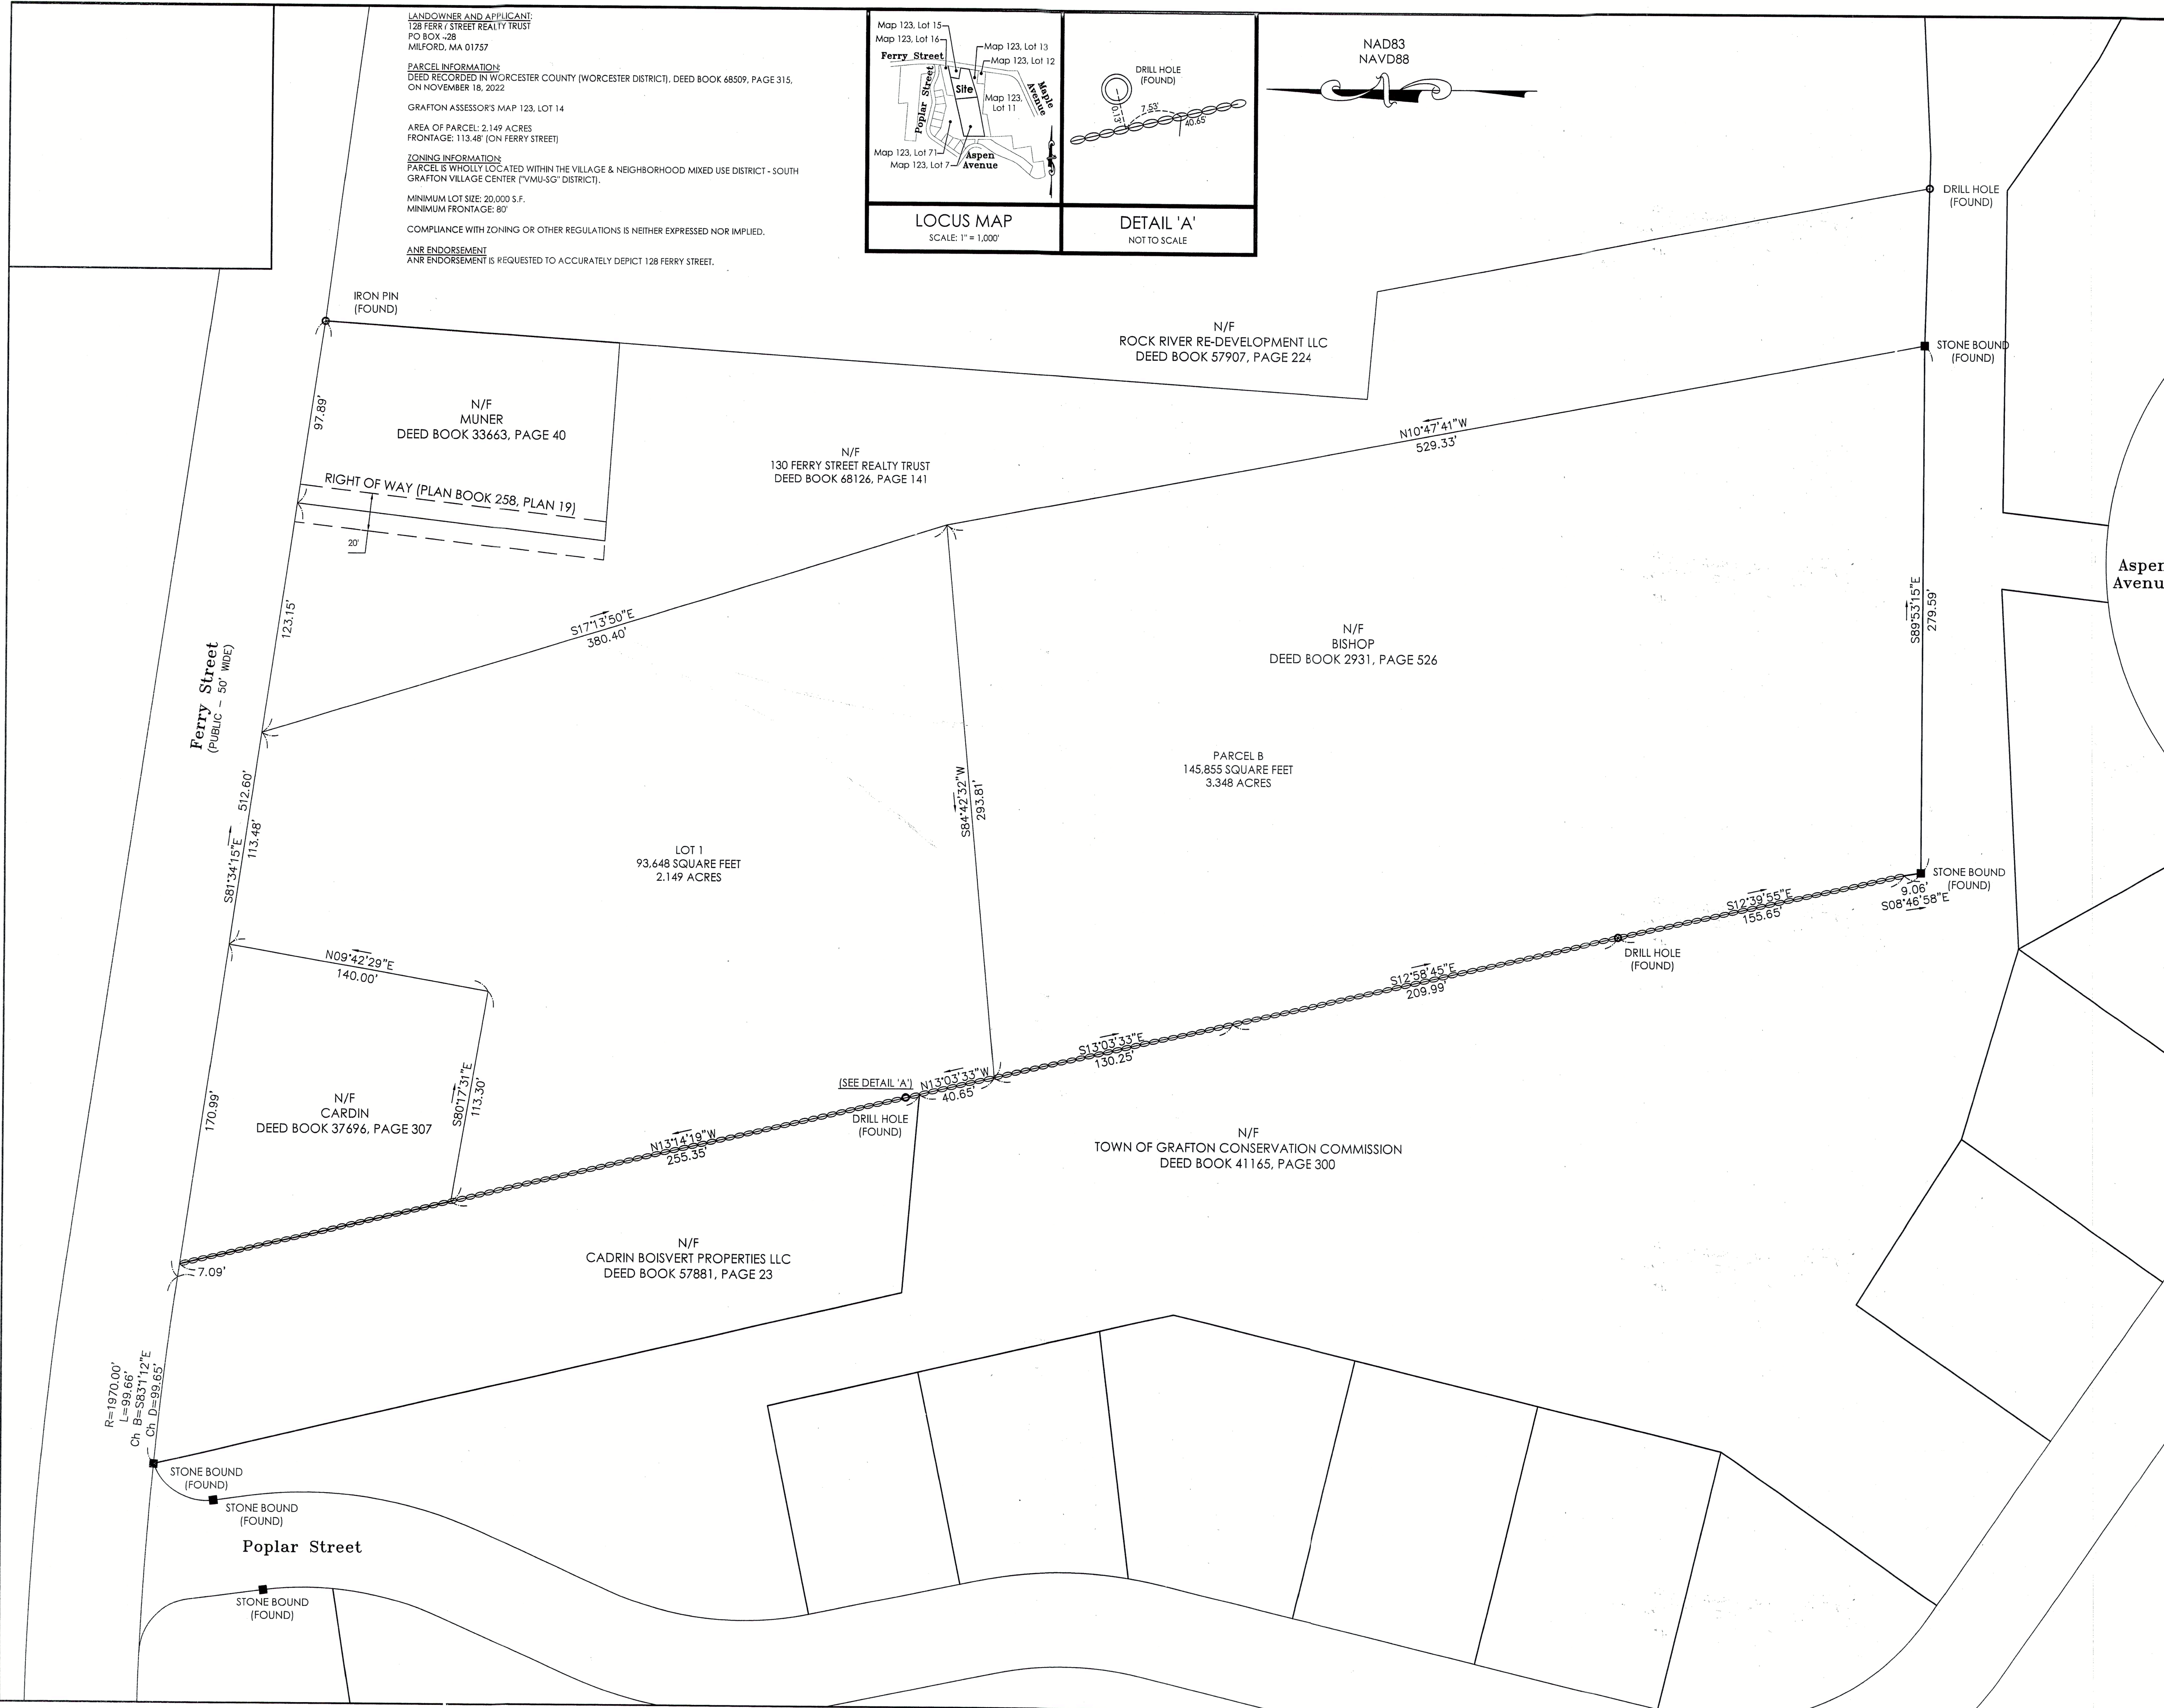 LANDOWNER AND APPLICANT:
128 FERRY STREET REALTY TRUST
PO BOX 428
MILFORD, MA 01757
PARCEL INFORMATION:
DEED RECORDED IN WORCESTER COUNTY (WORCESTER DISTRICT), DEED BOOK 68509, PAGE 315,
ON NOVEMBER 18, 2022
GRAFTON ASSESSOR'S MAP 123, LOT 14
AREA OF PARCEL: 2.149 ACRES
FRONTAGE: 113.48' (ON FERRY STREET)
ZONING INFORMATION:
PARCEL IS WHOLLY LOCATED WITHIN THE VILLAGE & NEIGHBORHOOD MIXED USE DISTRICT - SOUTH
GRAFTON VILLAGE CENTER ("VMU-SG" DISTRICT).
MINIMUM LOT SIZE: 20,000 S.F.
MINIMUM FRONTAGE: 80'
COMPLIANCE WITH ZONING OR OTHER REGULATIONS IS NEITHER EXPRESSED NOR IMPLIED.
ANR ENDORSEMENT
ANR ENDORSEMENT IS REQUESTED TO ACCURATELY DEPICT 128 FERRY STREET.
Map 123, Lot 15
Map 123, Lot 16
Map 123, Lot 13
Map 123, Lot 12
Ferry Street
Poplar Street
Site
Map 123,
Lot 11
Maple
Avenue
Map 123, Lot 71
Map 123, Lot 7
Aspen
Avenue
LOCUS MAP
SCALE: 1" = 1,000'
DRILL HOLE
(FOUND)
0.13'
7.53'
40.65'
DETAIL 'A'
NOT TO SCALE
NAD83
NAVD88
DRILL HOLE
(FOUND)
STONE BOUND
(FOUND)
IRON PIN
(FOUND)
N/F
ROCK RIVER RE-DEVELOPMENT LLC
DEED BOOK 57907, PAGE 224
97.89'
N/F
MUNER
DEED BOOK 33663, PAGE 40
RIGHT OF WAY (PLAN BOOK 258, PLAN 19)
20'
N/F
130 FERRY STREET REALTY TRUST
DEED BOOK 68126, PAGE 141
N10°47'41"W
529.33'
123.15'
S17°13'50"E
380.40'
N/F
BISHOP
DEED BOOK 2931, PAGE 526
S89°53'15"E
279.59'
Aspen
Avenu
Ferry Street
(PUBLIC - 50' WIDE)
PARCEL B
145,855 SQUARE FEET
3.348 ACRES
S84°42'32"W
293.81'
S81°34'15"E 512.60'
113.48'
LOT 1
93,648 SQUARE FEET
2.149 ACRES
STONE BOUND
(FOUND)
9.06'
S08°46'58"E
S12°39'55"E
155.65'
DRILL HOLE
(FOUND)
N09°42'29"E
140.00'
S12°58'45"E
209.99'
S13°03'33"E
130.25'
(SEE DETAIL 'A')
N13°03'33"W
40.65'
DRILL HOLE
(FOUND)
S80°17'31"E
113.30'
170.99'
N/F
CARDIN
DEED BOOK 37696, PAGE 307
N13°14'19"W
255.35'
N/F
TOWN OF GRAFTON CONSERVATION COMMISSION
DEED BOOK 41165, PAGE 300
7.09'
N/F
CADRIN BOISVERT PROPERTIES LLC
DEED BOOK 57881, PAGE 23
R=1970.00'
L=99.66'
Ch B=S83°1'12"E
Ch D=99.65'
STONE BOUND
(FOUND)
STONE BOUND
(FOUND)
Poplar Street
STONE BOUND
(FOUND)